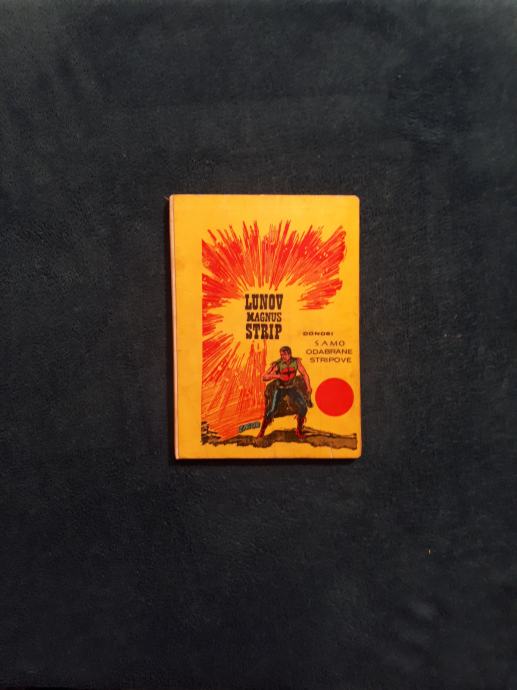 LUNOV
MAGNUS
STRIP
DONOSI
SAMO
ODABRANE
STRIPOVE